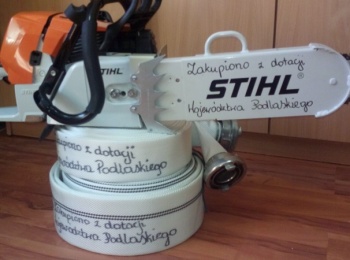 STIHL
Zakupiono z dotacji
STIHL®
Województwa Podlaskiego
Zakupiono z dotacji
Województwa Podlaskiego
Zakupiono z dotacji
Województwa Podlaskiego